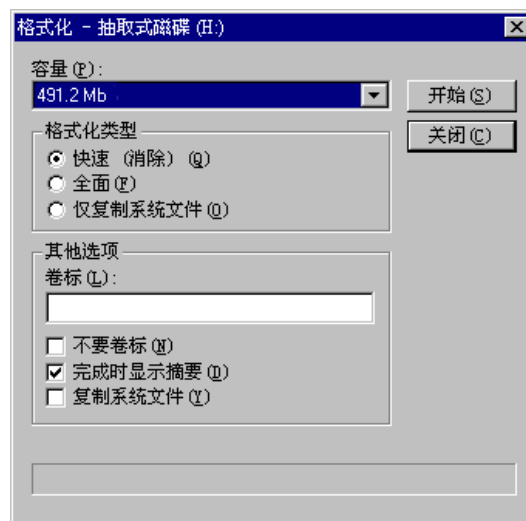 格式化 - 抽取式磁碟 (H:)
容量(P):
491.2 Mb
开始(S)
关闭(C)
格式化类型
快速 (消除) (Q)
全面(F)
仅复制系统文件(O)
其他选项
卷标(L):
不要卷标(N)
完成时显示摘要(D)
复制系统文件(Y)